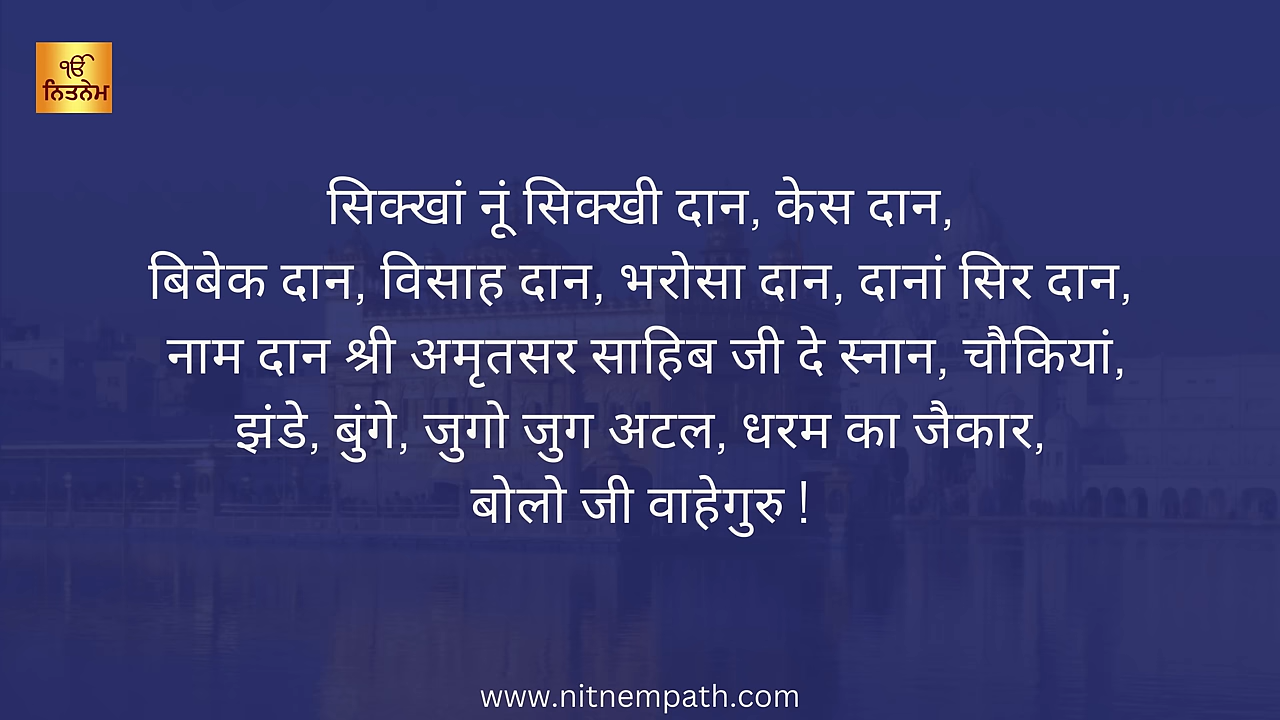 ੴ
ਨਿਤਨੇਮ
सिक्खां नूं सिक्खी दान, केस दान,
बिबेक दान, विसाह दान, भरोसा दान, दानां सिर दान,
नाम दान श्री अमृतसर साहिब जी दे स्नान, चौकियां,
झंडे, बुंगे, जुगो जुग अटल, धरम का जैकार,
बोलो जी वाहेगुरु !
www.nitnempath.com